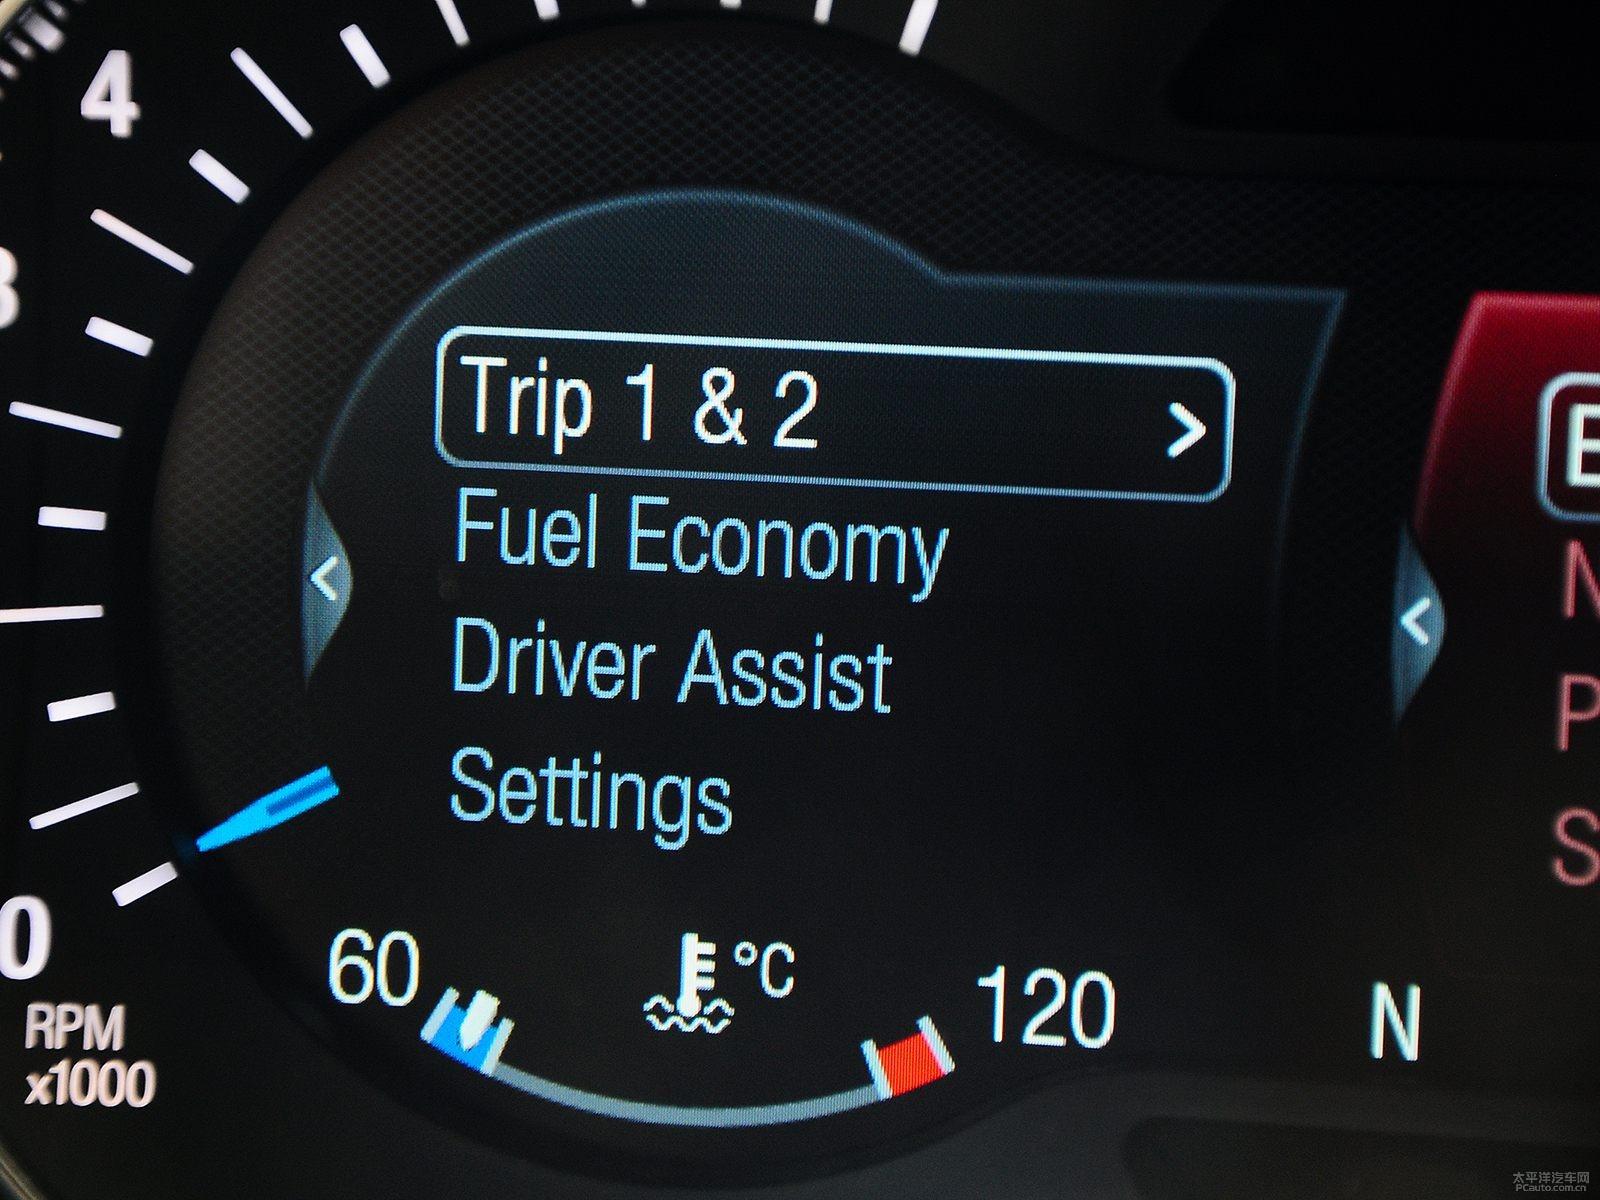 4
Trip 1 & 2 >
Fuel Economy
<
<
Driver Assist
Settings
0
60
°C
120
N
RPM
x1000
太平洋汽车网
PCauto.com.cn